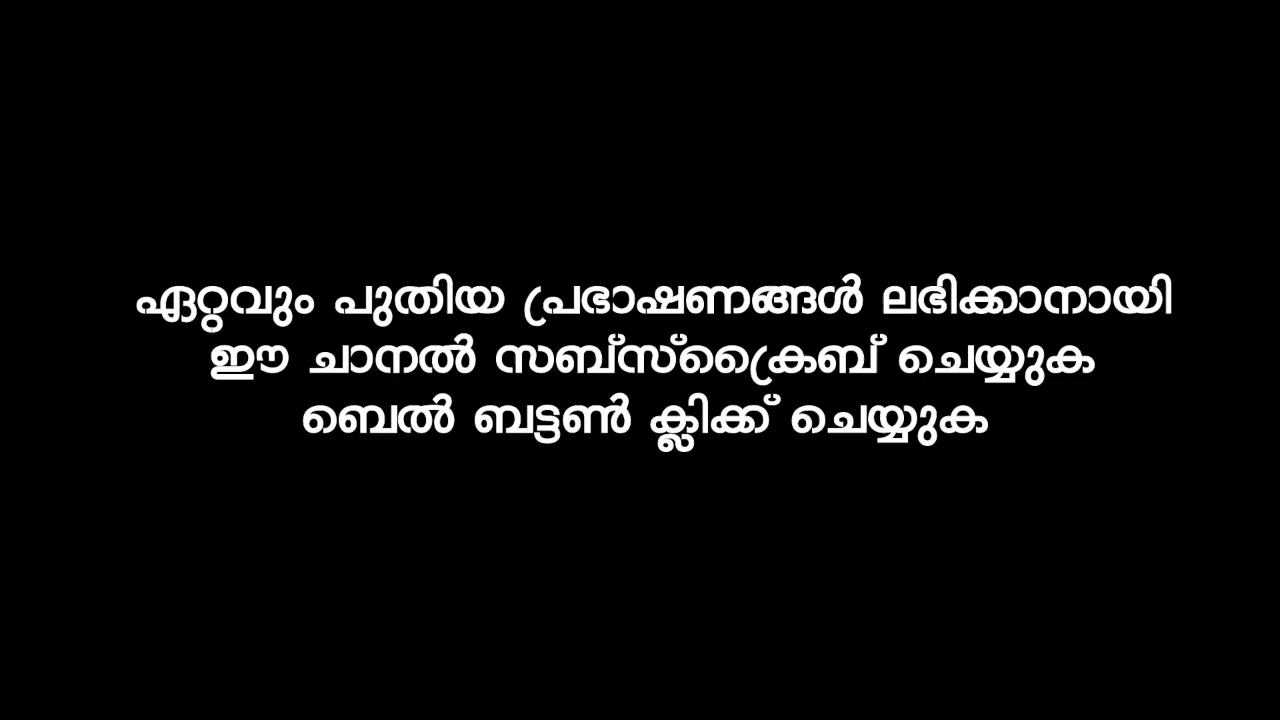 ഏറ്റവും പുതിയ പ്രഭാഷണങ്ങൾ ലഭിക്കാനായി
ഈ ചാനൽ സബ്സ്ക്രൈബ് ചെയ്യുക
ബെൽ ബട്ടൺ ക്ലിക്ക് ചെയ്യുക